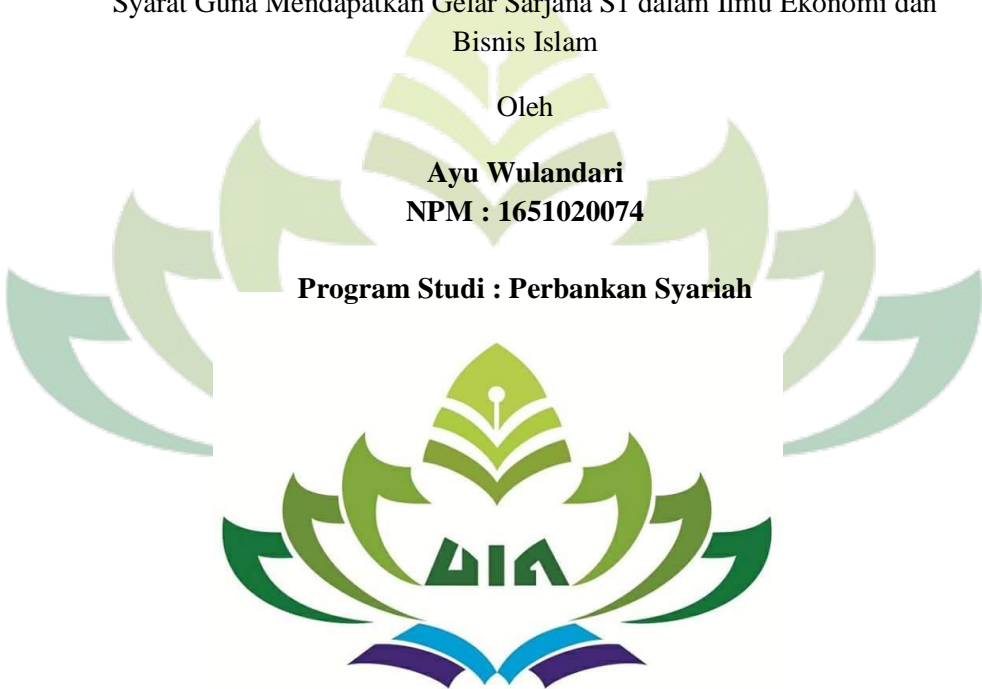 Syarat Guna Mendapatkan Gelar Sarjana S1 dalam Ilmu Ekonomi dan
Bisnis Islam
Oleh
Ayu Wulandari
NPM : 1651020074
Program Studi : Perbankan Syariah
UIN